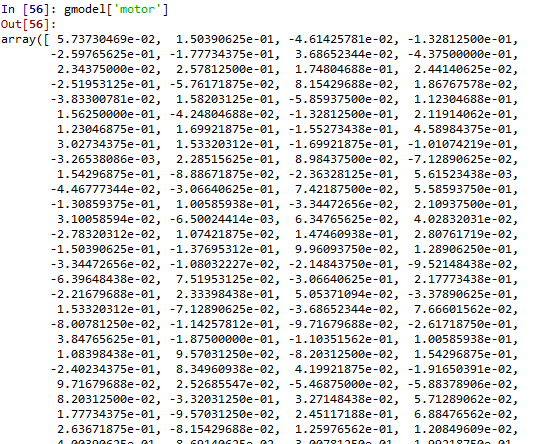 In [56]: gmodel['motor']
Out[56]:
array([ 5.73730469e-02, 1.50390625e-02, -4.61425781e-02, -1.32812500e-01,
-2.59765625e-01, -1.77734375e-01, 3.68652344e-02, -4.37500000e-01,
2.34375000e-02, 2.57812500e-01, 1.74804688e-01, 2.44140625e-02,
-2.51953125e-01, -5.76171875e-02, 8.15429688e-02, 1.86767578e-02,
-3.83300781e-02, 1.58203125e-01, -5.85937500e-02, 1.12304688e-01,
1.56250000e-01, -4.24804688e-02, -1.32812500e-01, 2.11914062e-01,
1.23046875e-01, 1.69921875e-01, -1.55273438e-01, 4.58984375e-01,
3.02734375e-01, 1.53320312e-01, -1.69921875e-01, -1.01074219e-01,
-3.26538086e-03, 2.28515625e-01, 8.98437500e-02, -7.12890625e-02,
1.54296875e-01, -8.88671875e-02, -2.36328125e-01, 5.61523438e-03,
-4.46777344e-02, -3.06640625e-01, 7.42187500e-02, 5.58593750e-01,
-1.30859375e-01, 1.00585938e-01, -3.34472656e-02, 2.10937500e-01,
3.10058594e-02, -6.50024414e-03, 6.34765625e-02, 4.02832031e-02,
-2.78320312e-02, 1.07421875e-02, 1.47460938e-01, 2.80761719e-02,
-1.50390625e-01, -1.37695312e-01, 9.96093750e-02, 1.28906250e-01,
-3.34472656e-02, -1.08032227e-02, -2.14843750e-01, -9.52148438e-02,
-6.39648438e-02, 7.51953125e-02, -3.06640625e-01, 2.17773438e-01,
-2.21679688e-01, 2.33398438e-01, 5.05371094e-02, -3.37890625e-01,
1.53320312e-01, -7.12890625e-02, -3.68652344e-02, 7.66601562e-02,
-8.00781250e-02, -1.14257812e-01, -9.71679688e-02, -2.61718750e-01,
3.84765625e-01, -1.87500000e-01, -1.10351562e-01, 1.00585938e-01,
1.08398438e-01, 9.57031250e-02, -8.20312500e-02, 1.54296875e-01,
-2.40234375e-01, 8.34960938e-02, 4.19921875e-02, -1.91650391e-02,
9.71679688e-02, 2.52685547e-02, -5.46875000e-02, -5.88378906e-02,
8.20312500e-02, -3.32031250e-01, 3.27148438e-02, 5.71289062e-02,
1.77734375e-01, -9.57031250e-02, 2.45117188e-01, 6.88476562e-02,
2.63671875e-01, -8.15429688e-02, 1.25976562e-01, 1.20849609e-02,